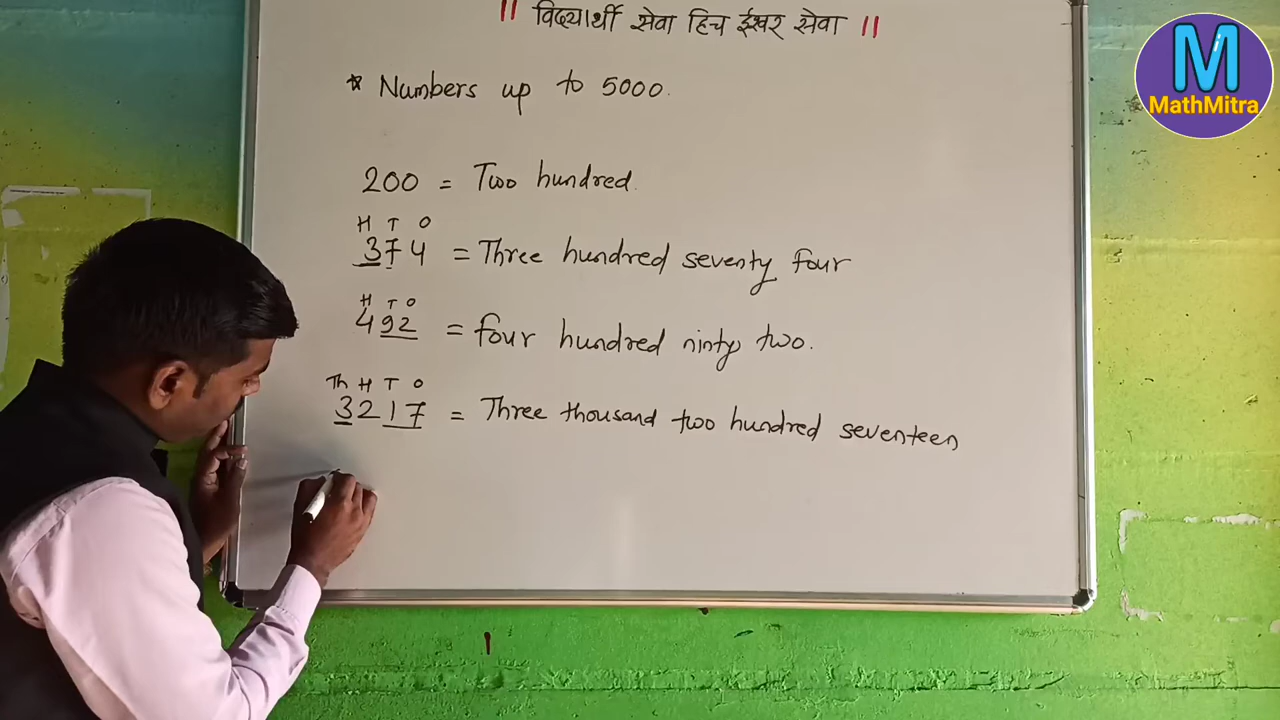 || विद्यार्थी सेवा हिच ईश्वर सेवा ||
M
MathMitra
* Numbers up to 5000.
200 = Two hundred.
H T O
374 = Three hundred seventy four
H T O
492 = four hundred ninty two.
Th H T O
3217 = Three thousand two hundred seventeen